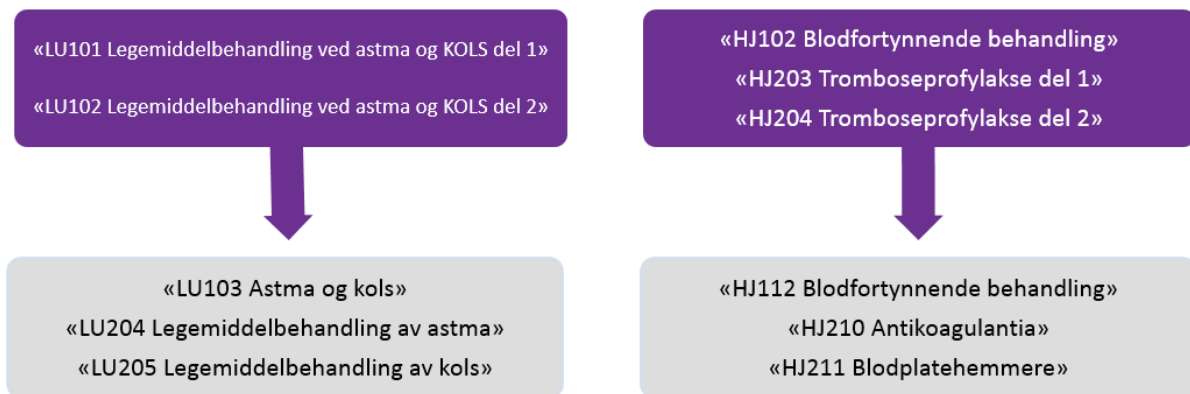 «LU101 Legemiddelbehandling ved astma og KOLS del 1»
«LU102 Legemiddelbehandling ved astma og KOLS del 2»
«LU103 Astma og kols»
«LU204 Legemiddelbehandling av astma»
«LU205 Legemiddelbehandling av kols»
«HJ102 Blodfortynnende behandling»
«HJ203 Tromboseprofylakse del 1»
«HJ204 Tromboseprofylakse del 2»
«HJ112 Blodfortynnende behandling»
«HJ210 Antikoagulantia»
«HJ211 Blodplatehemmere»